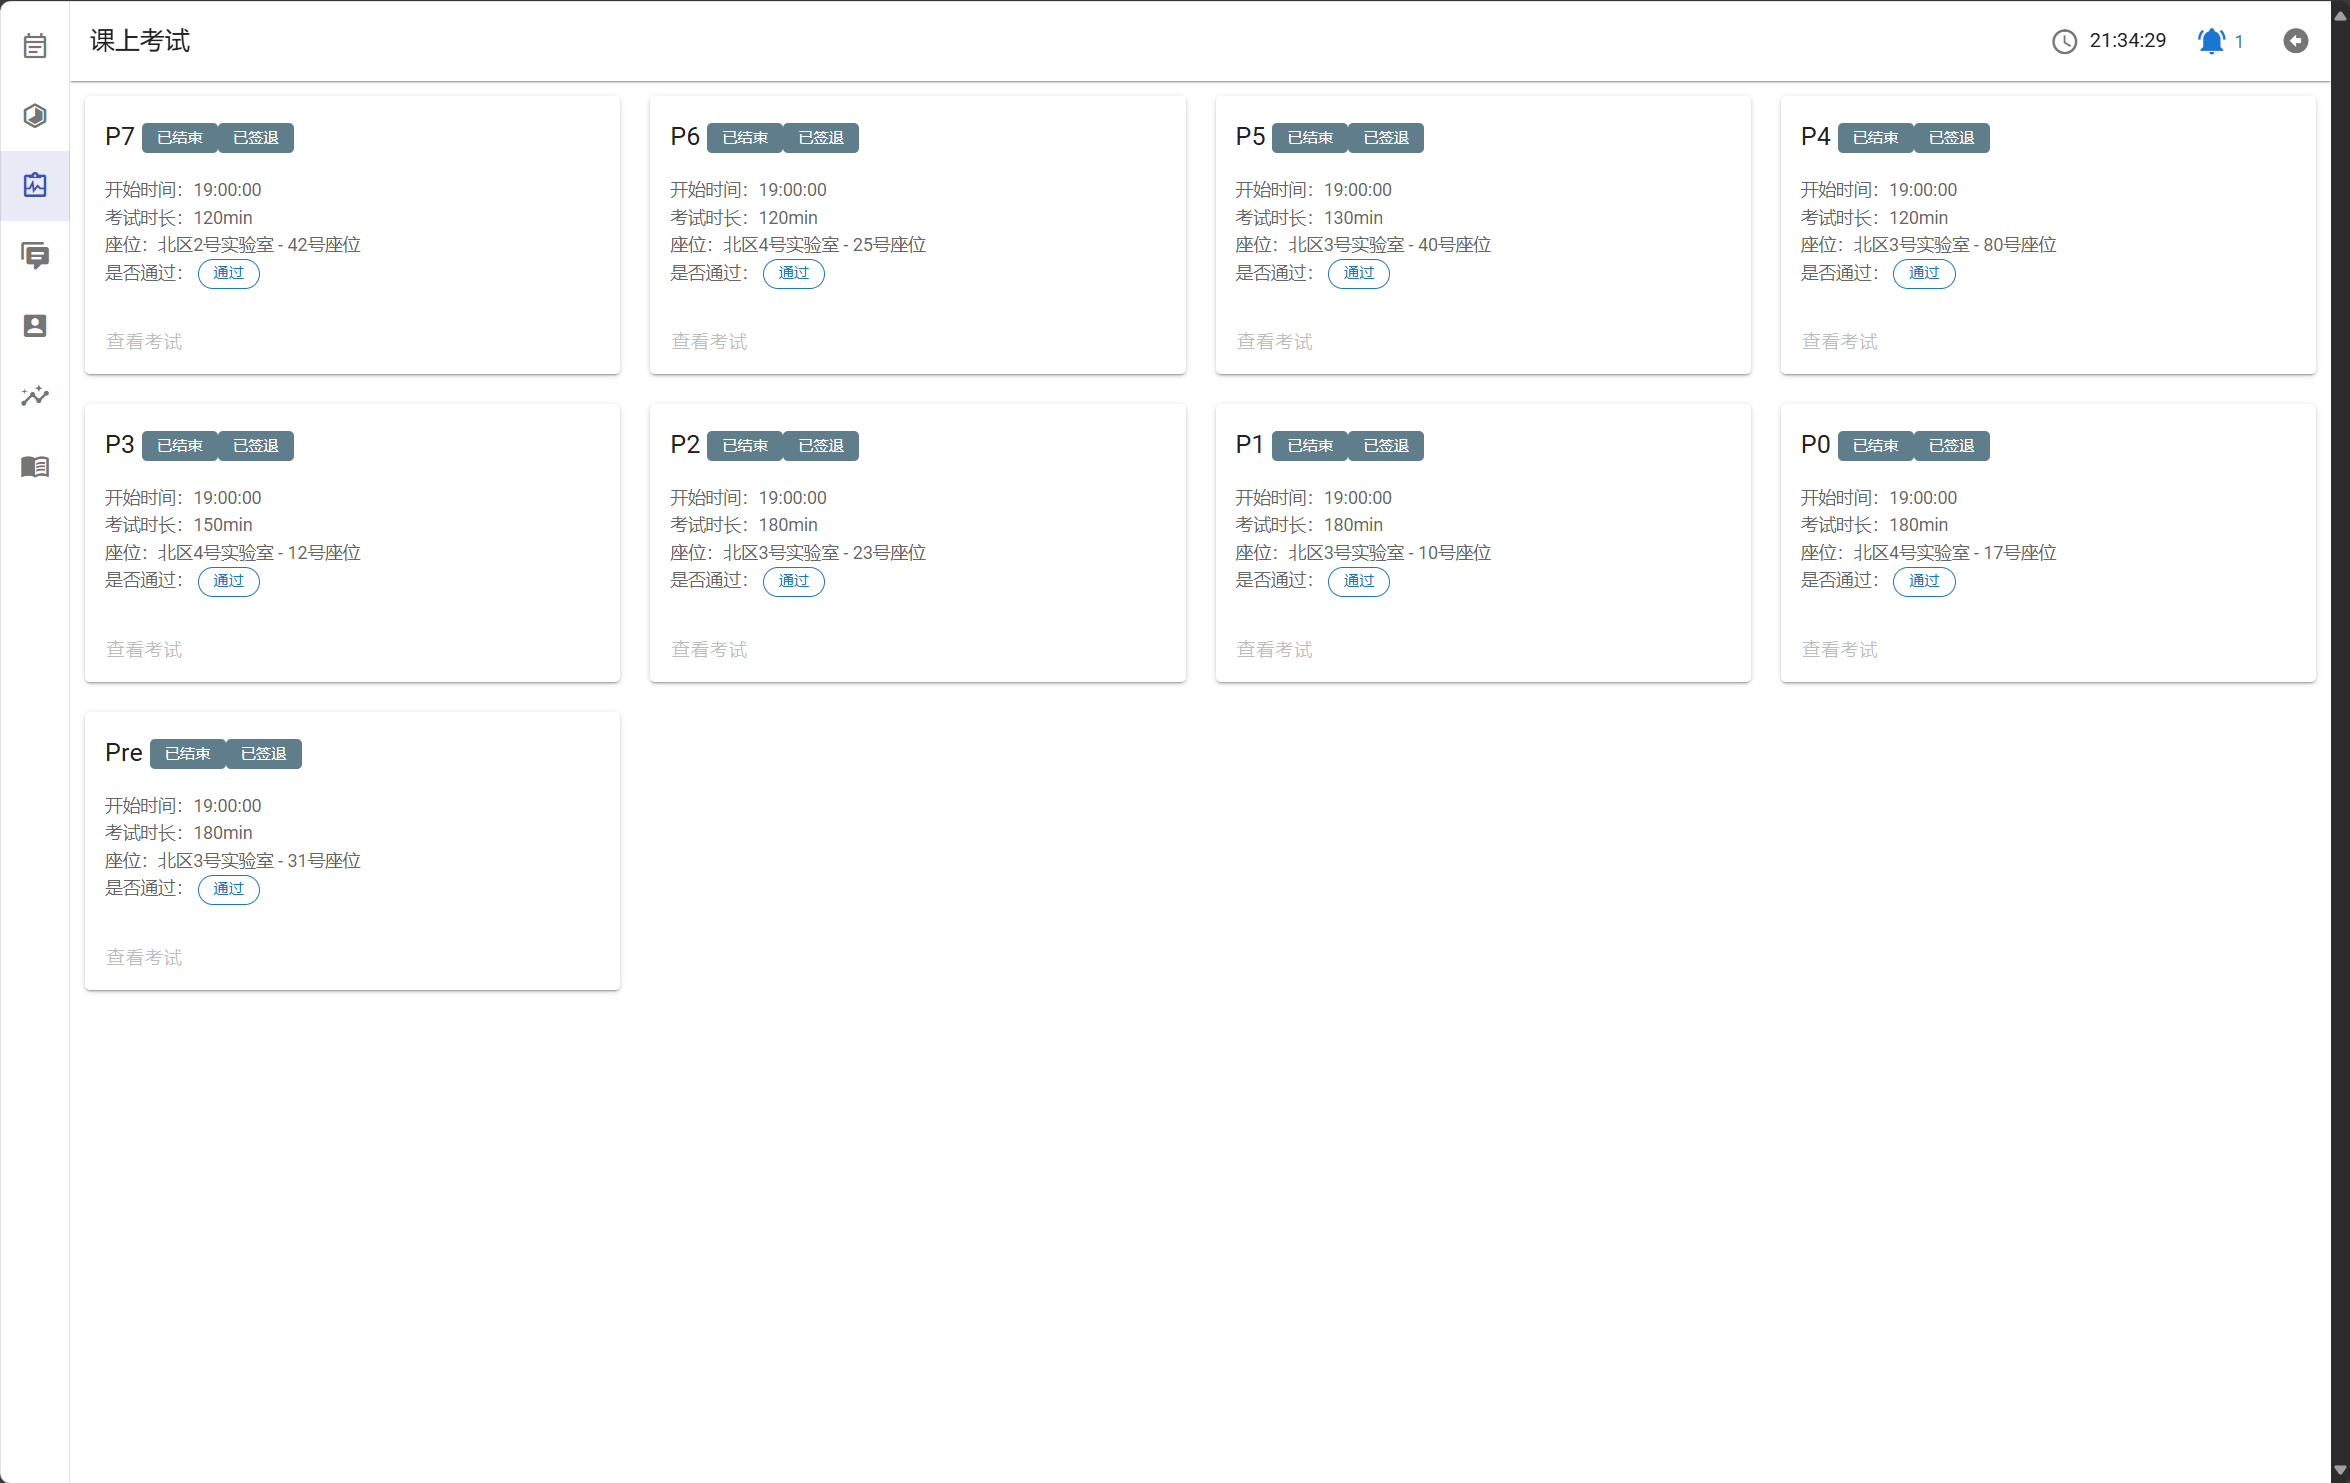 课上考试
21:34:29
1
P7 已结束 已签退
开始时间：19:00:00
考试时长：120min
座位：北区2号实验室 - 42号座位
是否通过： 通过
查看考试
P6 已结束 已签退
开始时间：19:00:00
考试时长：120min
座位：北区4号实验室 - 25号座位
是否通过： 通过
查看考试
P5 已结束 已签退
开始时间：19:00:00
考试时长：130min
座位：北区3号实验室 - 40号座位
是否通过： 通过
查看考试
P4 已结束 已签退
开始时间：19:00:00
考试时长：120min
座位：北区3号实验室 - 80号座位
是否通过： 通过
查看考试
P3 已结束 已签退
开始时间：19:00:00
考试时长：150min
座位：北区4号实验室 - 12号座位
是否通过： 通过
查看考试
P2 已结束 已签退
开始时间：19:00:00
考试时长：180min
座位：北区3号实验室 - 23号座位
是否通过： 通过
查看考试
P1 已结束 已签退
开始时间：19:00:00
考试时长：180min
座位：北区3号实验室 - 10号座位
是否通过： 通过
查看考试
P0 已结束 已签退
开始时间：19:00:00
考试时长：180min
座位：北区4号实验室 - 17号座位
是否通过： 通过
查看考试
Pre 已结束 已签退
开始时间：19:00:00
考试时长：180min
座位：北区3号实验室 - 31号座位
是否通过： 通过
查看考试